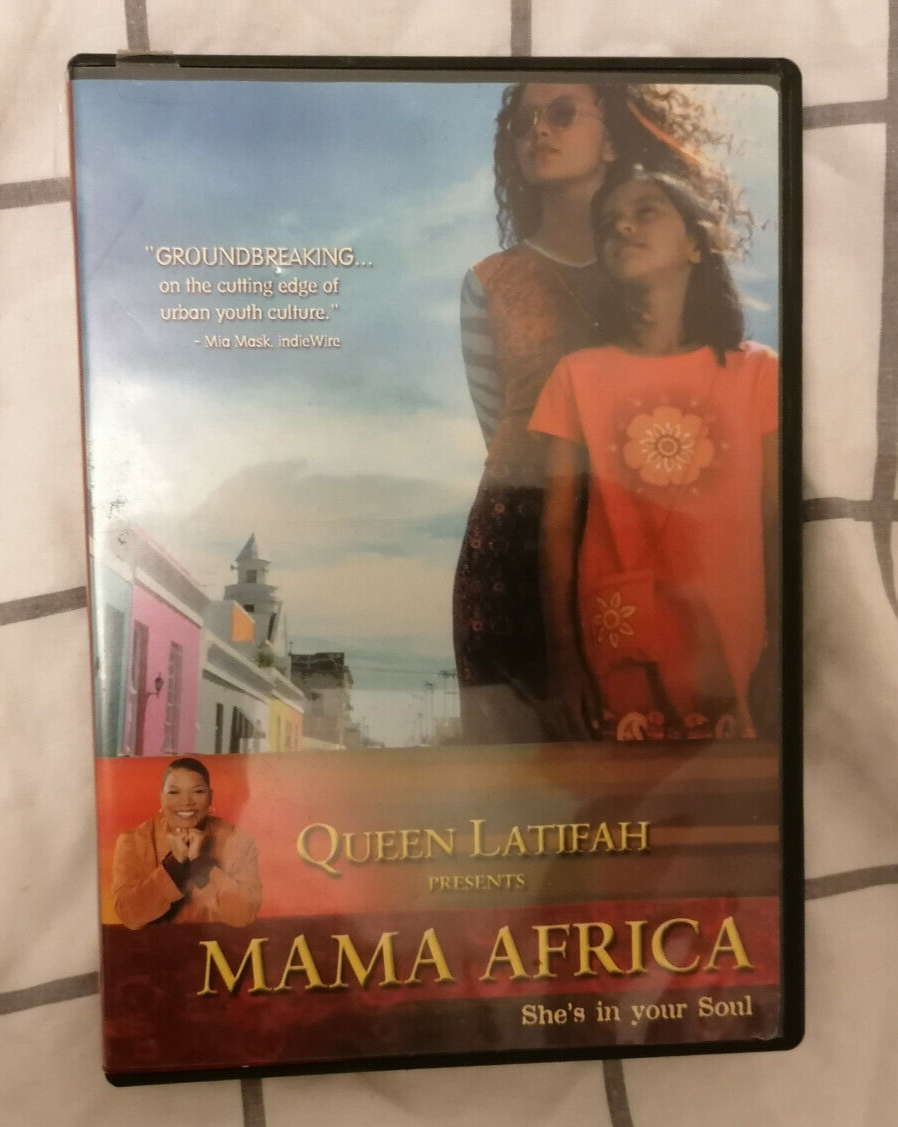 "GROUNDBREAKING...
on the cutting edge of
urban youth culture."
- Mia Mask, indieWire
QUEEN LATIFAH
PRESENTS
MAMA AFRICA
She's in your Soul